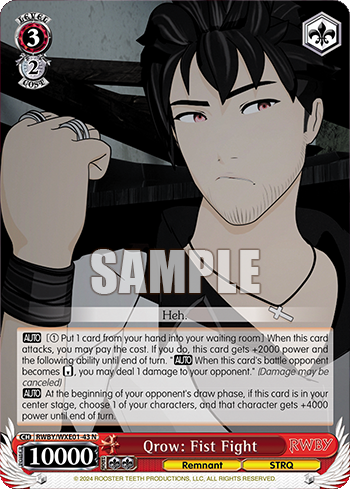 LEVEL
3
2
COST
SAMPLE
Heh.
AUTO [① Put 1 card from your hand into your waiting room] When this card
attacks, you may pay the cost. If you do, this card gets +2000 power and
the following ability until end of turn. "AUTO When this card's battle opponent
becomes [ ], you may deal 1 damage to your opponent." (Damage may be
canceled)
AUTO At the beginning of your opponent's draw phase, if this card is in your
center stage, choose 1 of your characters, and that character gets +4000
power until end of turn.
RWBY/WXE01-43 N
10000
Qrow: Fist Fight
RWBY
Remnant
STRQ
© 2024 ROOSTER TEETH PRODUCTIONS, LLC, ALL RIGHTS RESERVED.